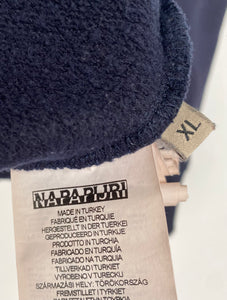 XL
NAPAPIJRI
MADE IN TURKEY
FABRIQUÉ EN TURQUIE
HERGESTELLT IN DER TUERKEI
GEPRODUCEERD IN TURKIJE
PRODOTTO IN TURCHIA
FABRICADO EN TURQUÍA
FABRICADO NA TURQUIA
TILLVERKAD I TURKIET
VYROBENO V TURECKU
SZÁRMAZÁSI HELY: TÖRÖKORSZÁG
FREMSTILLET I TYRKIET